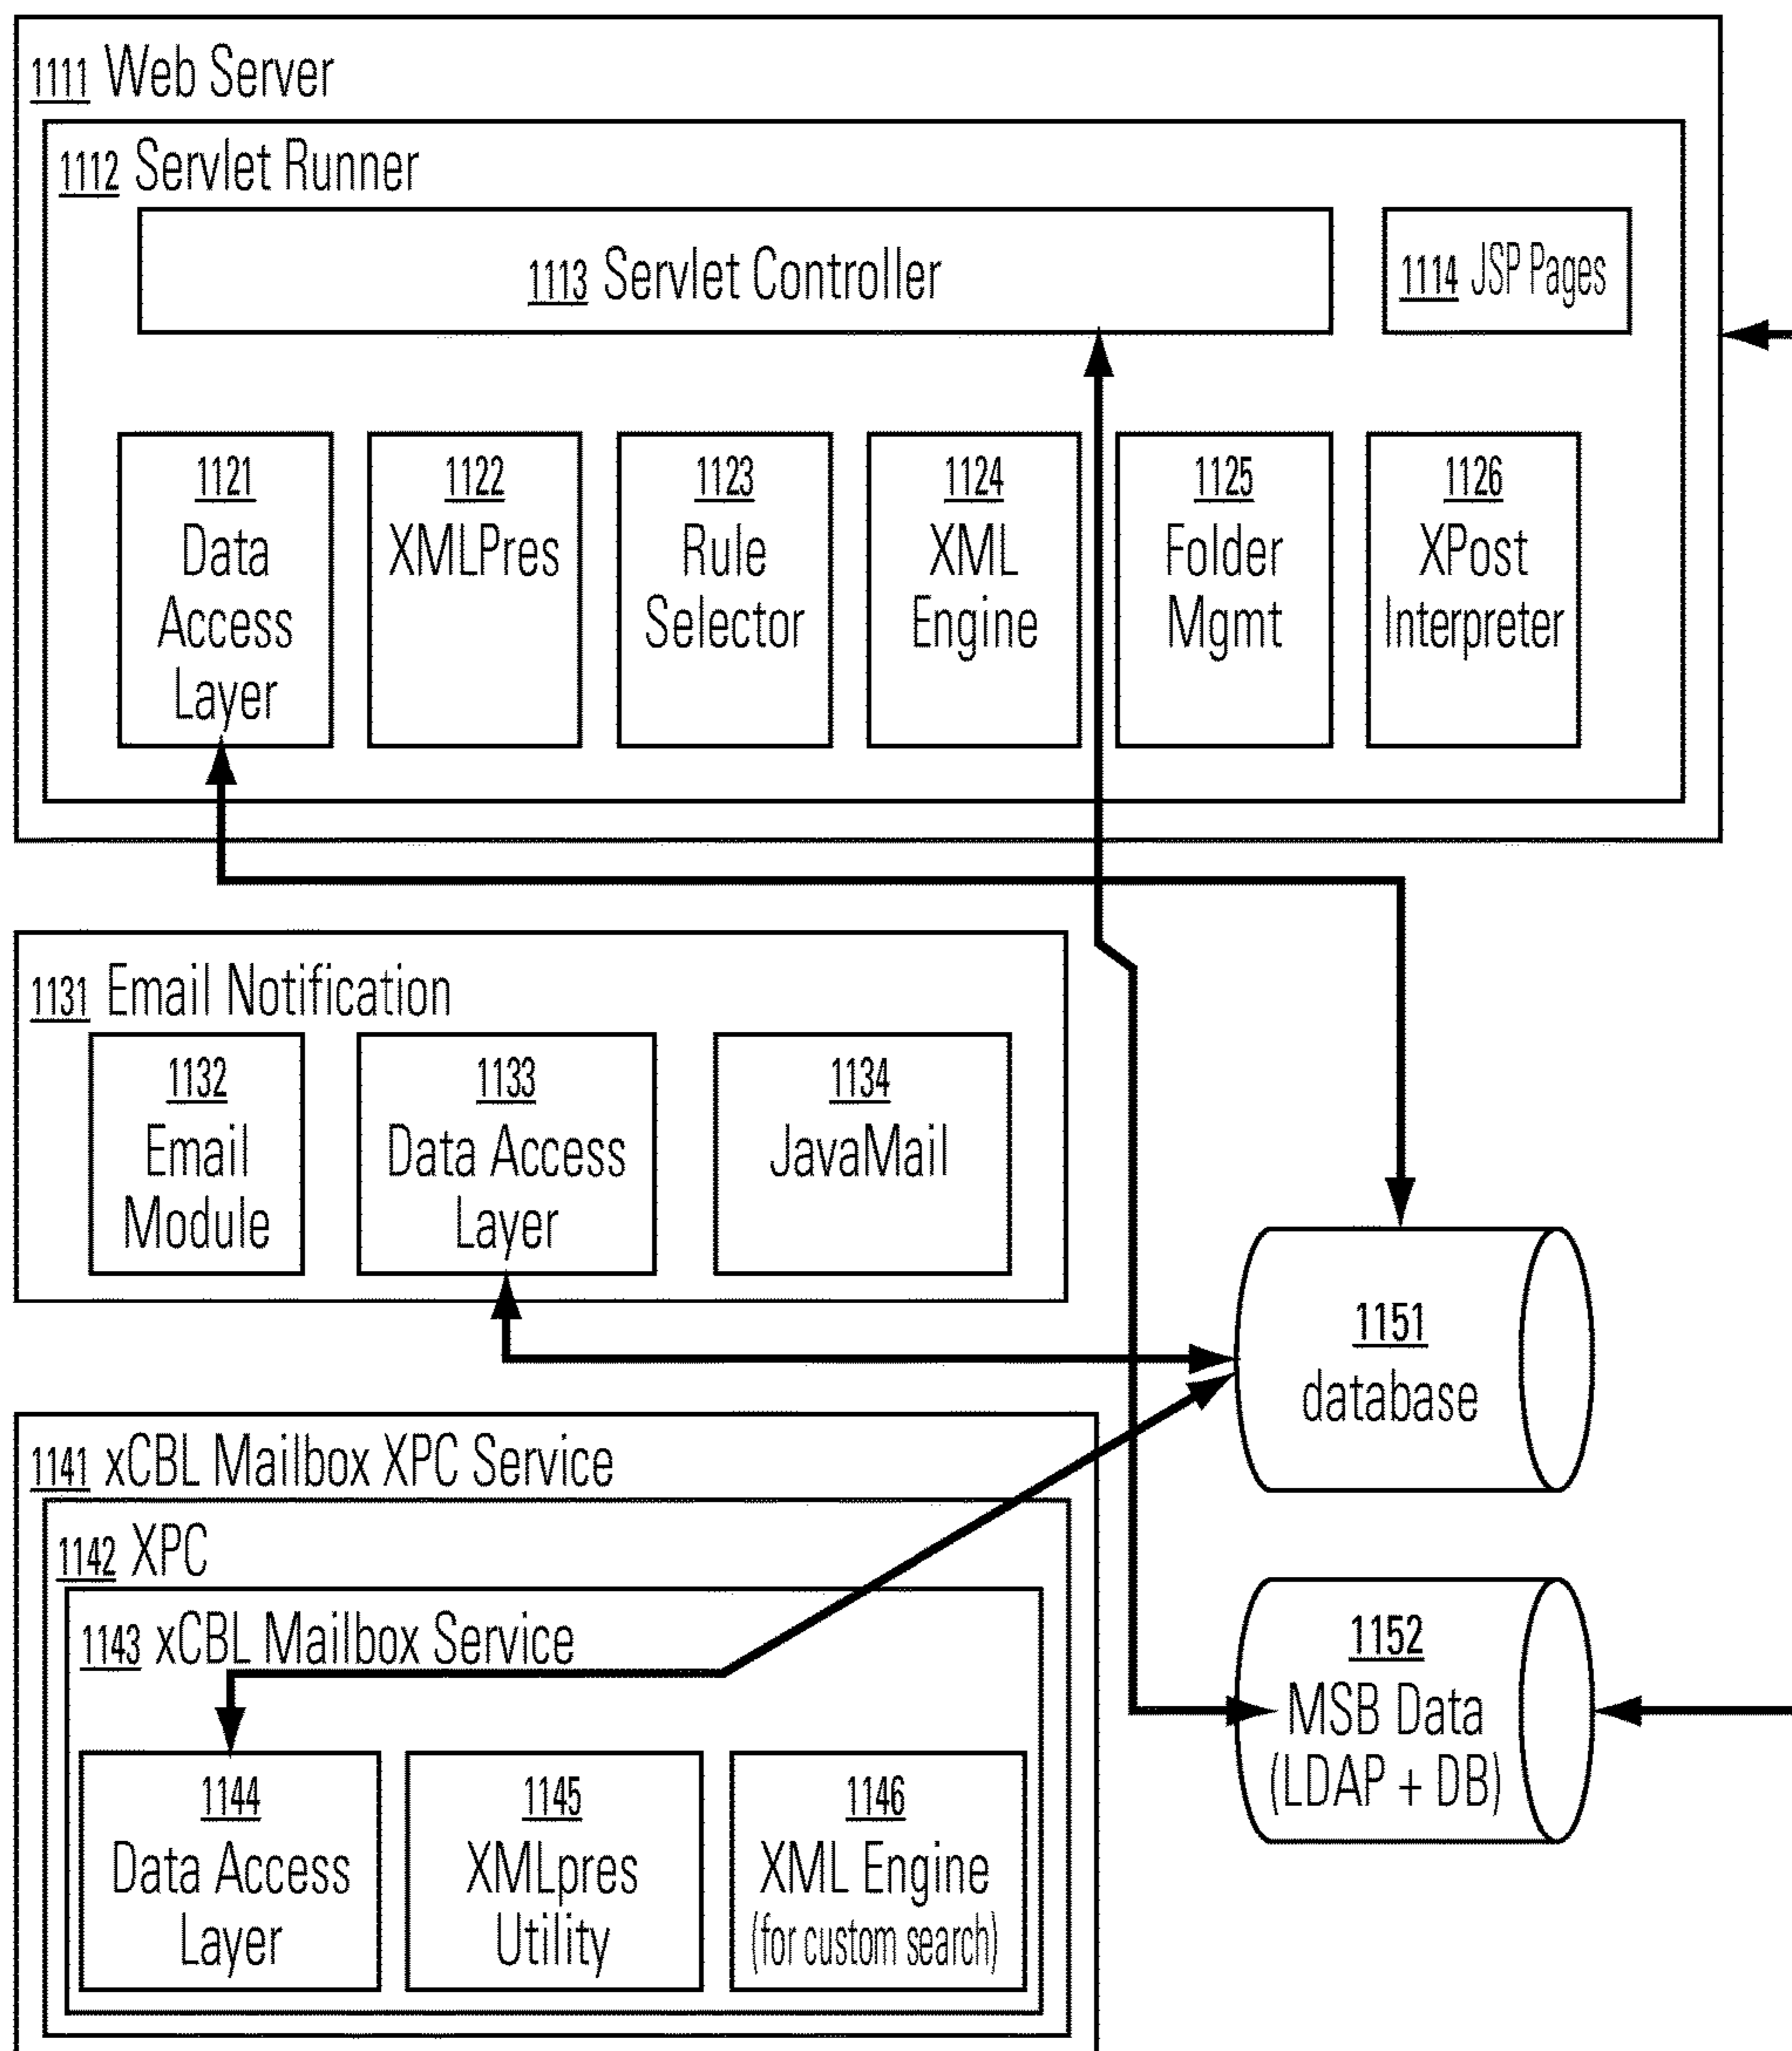 1111 Web Server
1112 Servlet Runner
1113 Servlet Controller
1114 JSP Pages
1121
Data
Access
Layer
1122
XMLPres
1123
Rule
Selector
1124
XML
Engine
1125
Folder
Mgmt
1126
XPost
Interpreter
1131 Email Notification
1132
Email
Module
1133
Data Access
Layer
1134
JavaMail
1151
database
1141 xCBL Mailbox XPC Service
1142 XPC
1143 xCBL Mailbox Service
1144
Data Access
Layer
1145
XMLpres
Utility
1146
XML Engine
(for custom search)
1152
MSB Data
(LDAP + DB)